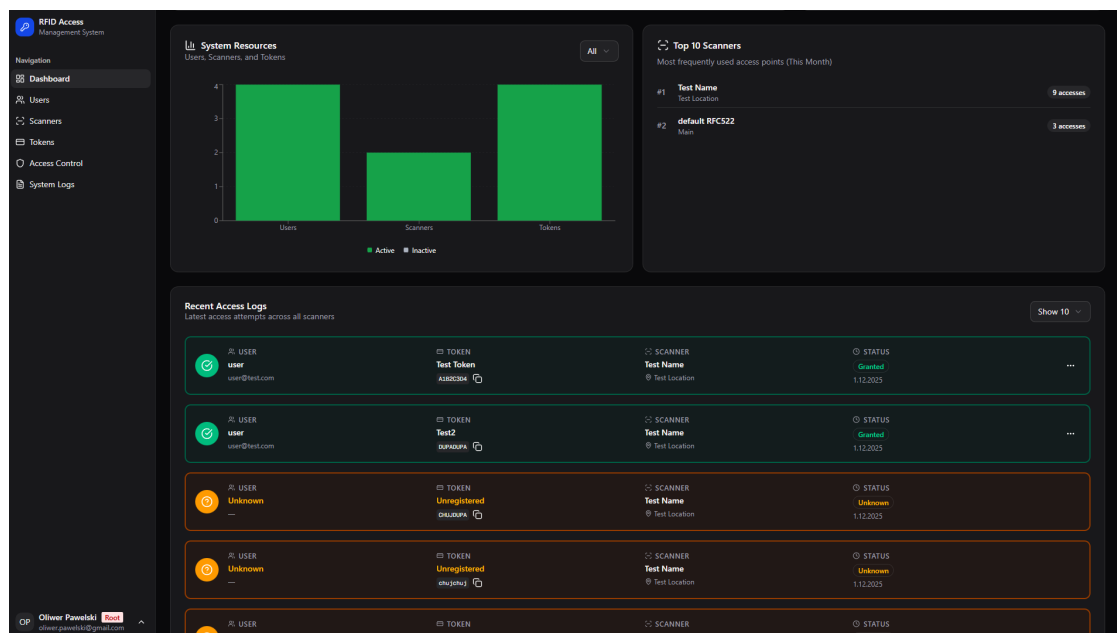 RFID Access
Management System
Navigation
Dashboard
Users
Scanners
Tokens
Access Control
System Logs
OP
Oliwer Pawelski Root
oliwer.pawelski@gmail.com
System Resources
Users, Scanners, and Tokens
All
4
3
2
1
0
Users Scanners Tokens
Active Inactive
Top 10 Scanners
Most frequently used access points (This Month)
#1 Test Name 9 accesses
Test Location
#2 default RFC522 3 accesses
Main
Recent Access Logs
Latest access attempts across all scanners
Show 10
USER TOKEN SCANNER STATUS
user Test Token Test Name Granted
user@test.com A1B2C3D4 Test Location 1.12.2025
USER TOKEN SCANNER STATUS
user Test2 Test Name Granted
user@test.com DUPADUPA Test Location 1.12.2025
USER TOKEN SCANNER STATUS
Unknown Unregistered Test Name Unknown
— CHUJDUPA Test Location 1.12.2025
USER TOKEN SCANNER STATUS
Unknown Unregistered Test Name Unknown
— chujchuj Test Location 1.12.2025
USER TOKEN SCANNER STATUS